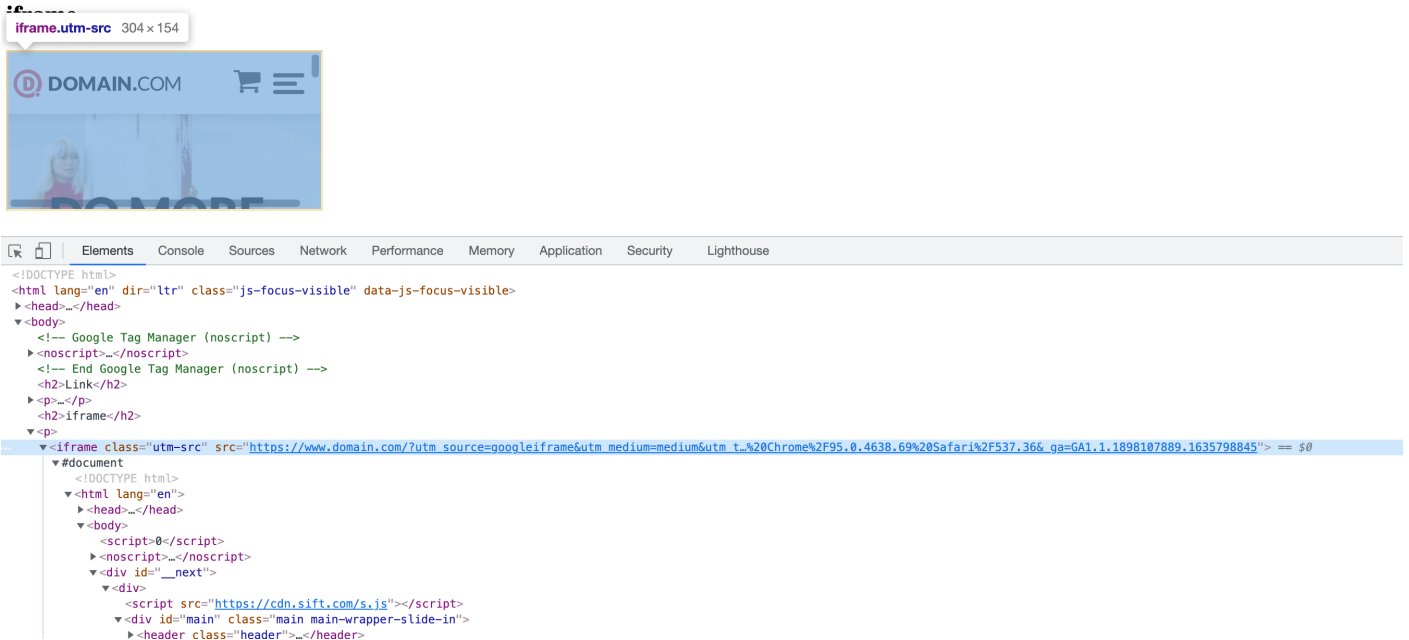 iframe
iframe.utm-src 304 × 154
DOMAIN.COM
DO MORE
Elements Console Sources Network Performance Memory Application Security Lighthouse
<!DOCTYPE html>
<html lang="en" dir="ltr" class="js-focus-visible" data-js-focus-visible>
<head>…</head>
<body>
<!-- Google Tag Manager (noscript) -->
<noscript>…</noscript>
<!-- End Google Tag Manager (noscript) -->
<h2>Link</h2>
<p>…</p>
<h2>iframe</h2>
<p>
<iframe class="utm-src" src="https://www.domain.com/?utm_source=googleiframe&utm_medium=medium&utm_t…%20Chrome%2F95.0.4638.69%20Safari%2F537.36&_ga=GA1.1.1898107889.1635798845"> == $0
#document
<!DOCTYPE html>
<html lang="en">
<head>…</head>
<body>
<script>0</script>
<noscript>…</noscript>
<div id="__next">
<div>
<script src="https://cdn.sift.com/s.js"></script>
<div id="main" class="main main-wrapper-slide-in">
<header class="header">…</header>